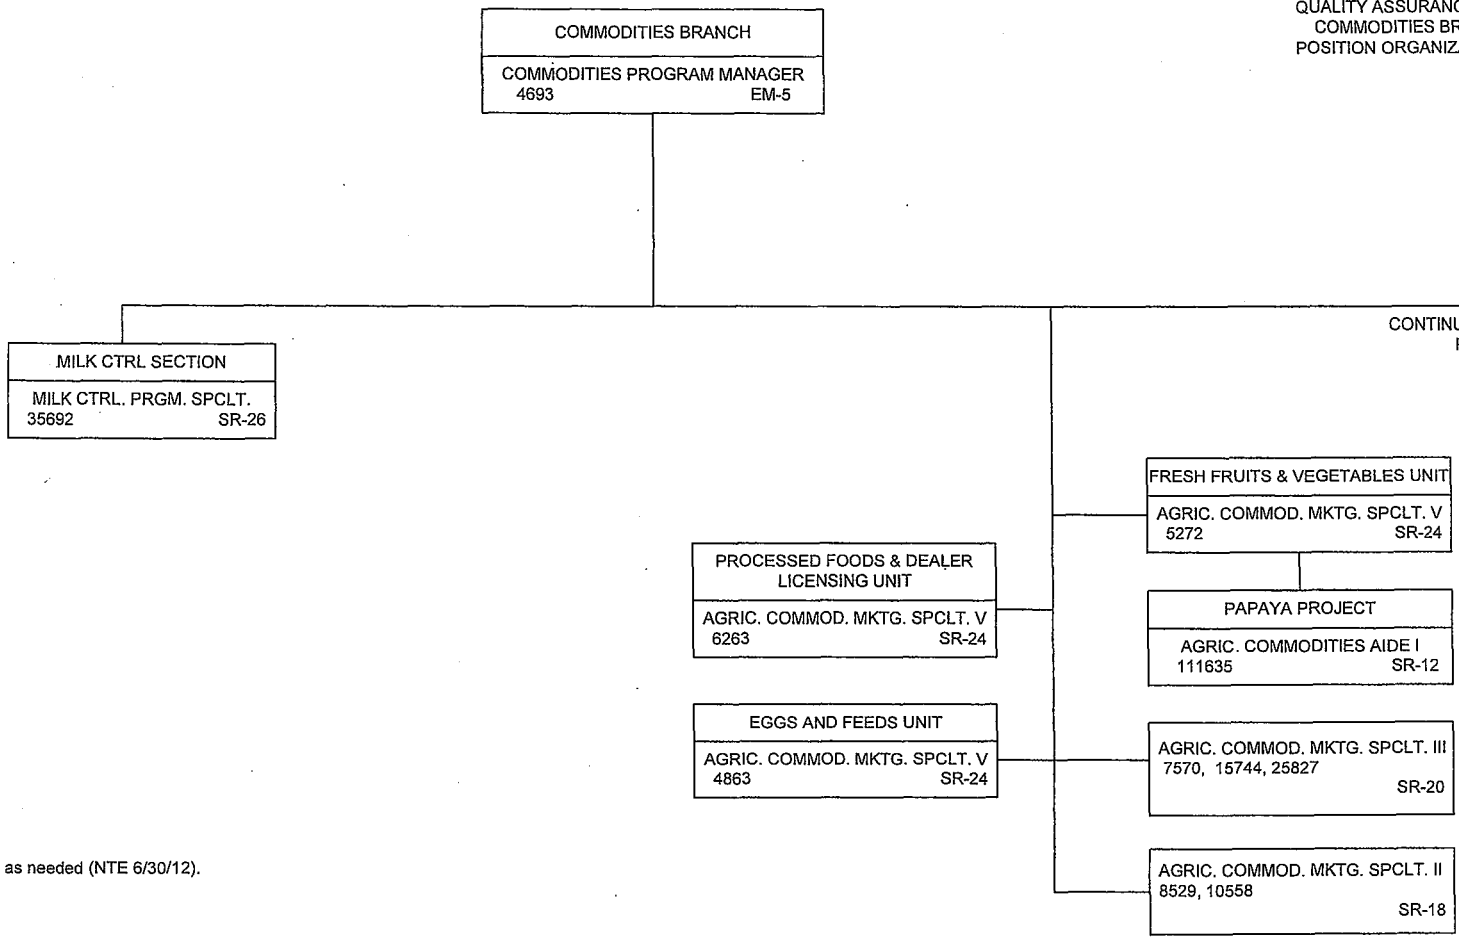 QUALITY ASSURANC
COMMODITIES BR
POSITION ORGANIZ
COMMODITIES BRANCH
COMMODITIES PROGRAM MANAGER
4693 EM-5
CONTINU
MILK CTRL SECTION
MILK CTRL. PRGM. SPCLT.
35692 SR-26
FRESH FRUITS & VEGETABLES UNIT
AGRIC. COMMOD. MKTG. SPCLT. V
5272 SR-24
PROCESSED FOODS & DEALER
LICENSING UNIT
AGRIC. COMMOD. MKTG. SPCLT. V
6263 SR-24
PAPAYA PROJECT
AGRIC. COMMODITIES AIDE I
111635 SR-12
EGGS AND FEEDS UNIT
AGRIC. COMMOD. MKTG. SPCLT. V
4863 SR-24
AGRIC. COMMOD. MKTG. SPCLT. III
7570, 15744, 25827
SR-20
as needed (NTE 6/30/12).
AGRIC. COMMOD. MKTG. SPCLT. II
8529, 10558
SR-18